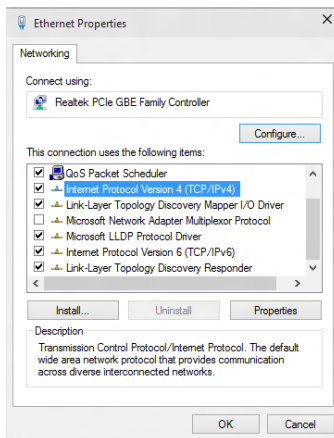 Ethernet Properties
Networking
Connect using:
Realtek PCIe GBE Family Controller
Configure...
This connection uses the following items:
QoS Packet Scheduler
Internet Protocol Version 4 (TCP/IPv4)
Link-Layer Topology Discovery Mapper I/O Driver
Microsoft Network Adapter Multiplexor Protocol
Microsoft LLDP Protocol Driver
Internet Protocol Version 6 (TCP/IPv6)
Link-Layer Topology Discovery Responder
Install... Uninstall Properties
Description
Transmission Control Protocol/Internet Protocol. The default
wide area network protocol that provides communication
across diverse interconnected networks.
OK Cancel